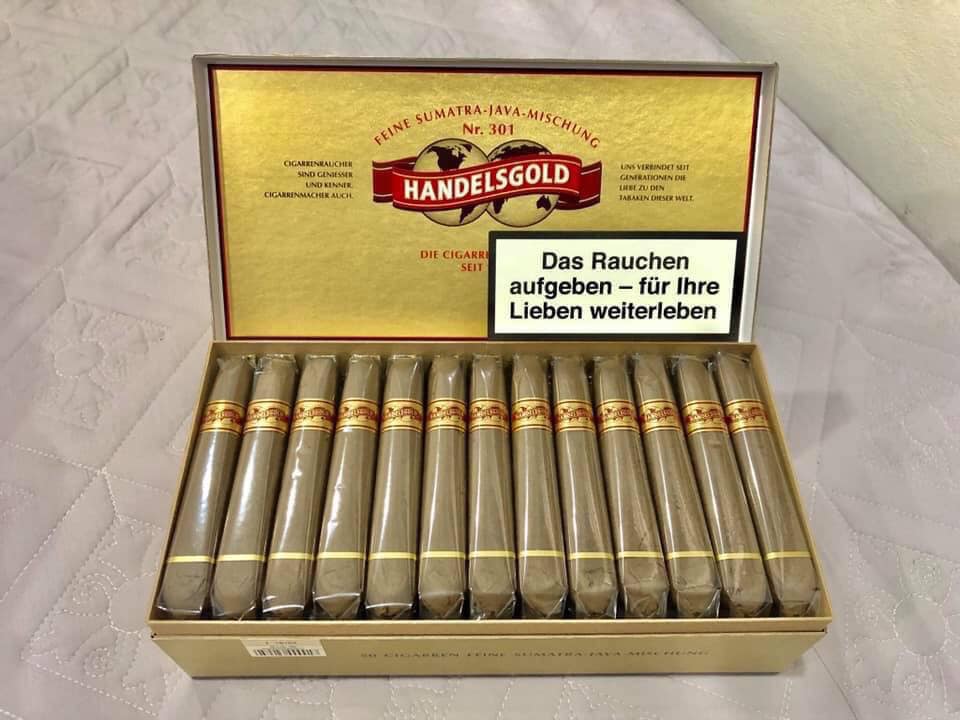 FEINE SUMATRA-JAVA-MISCHUNG
Nr. 301
HANDELSGOLD
CIGARRENRAUCHER
SIND GENIESSER
UND KENNER.
CIGARRENMACHER AUCH.
UNS VERBINDET SEIT
GENERATIONEN DIE
LIEBE ZU DEN
TABAKEN DIESER WELT.
DIE CIGARR
SEIT
Das Rauchen
aufgeben – für Ihre
Lieben weiterleben
50 CIGARREN FEINE SUMATRA-JAVA-MISCHUNG